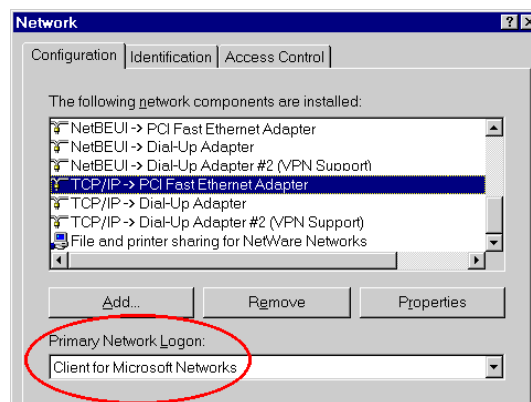 Network
Configuration Identification Access Control
The following network components are installed:
NetBEUI -> PCI Fast Ethernet Adapter
NetBEUI -> Dial-Up Adapter
NetBEUI -> Dial-Up Adapter #2 (VPN Support)
TCP/IP -> PCI Fast Ethernet Adapter
TCP/IP -> Dial-Up Adapter
TCP/IP -> Dial-Up Adapter #2 (VPN Support)
File and printer sharing for NetWare Networks
Add... Remove Properties
Primary Network Logon:
Client for Microsoft Networks